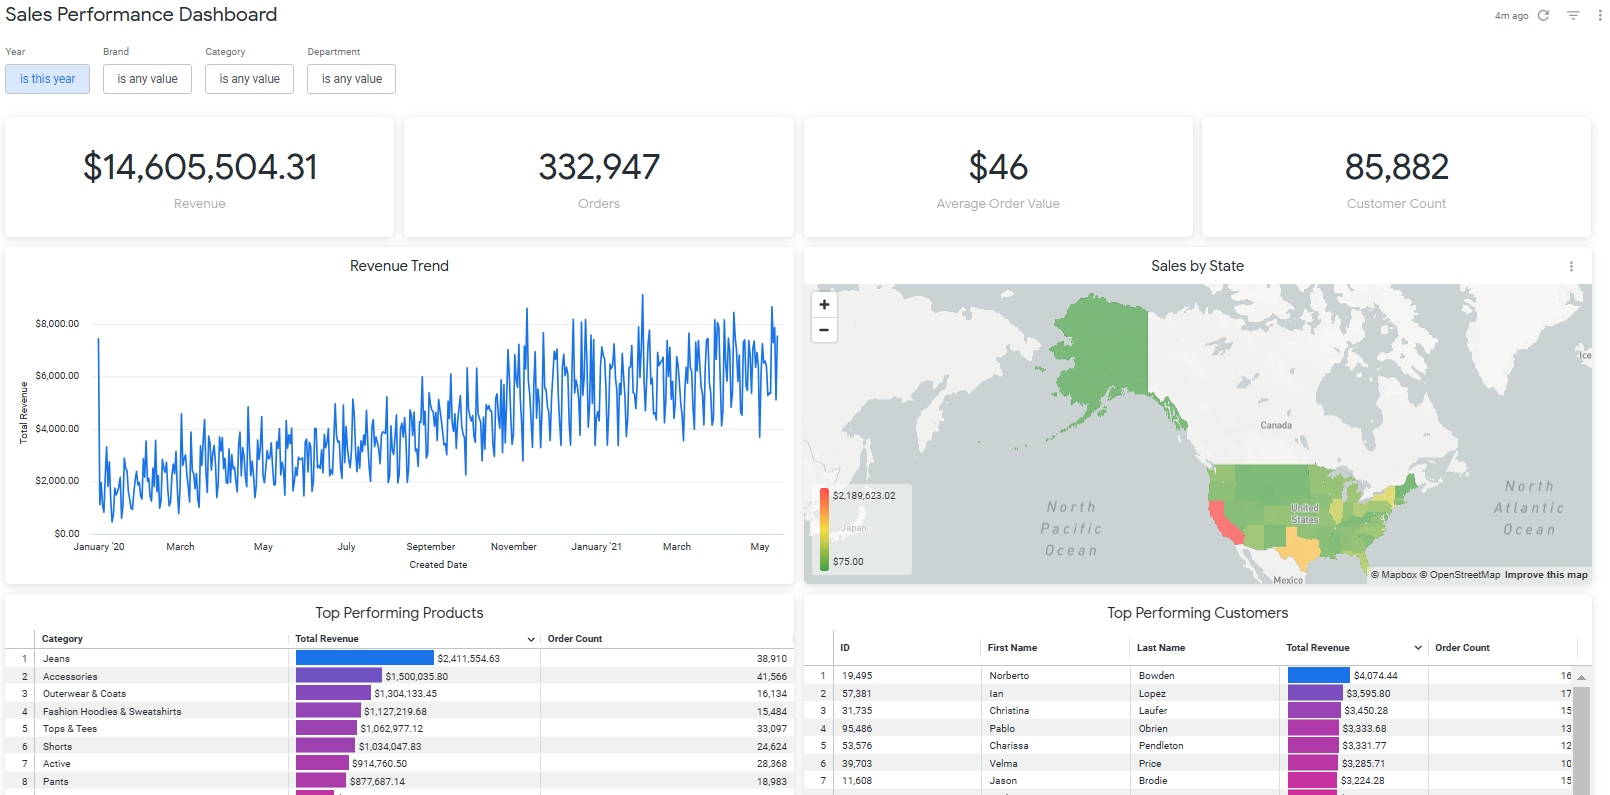 Sales Performance Dashboard
4m ago
Year
Brand
Category
Department
is this year
is any value
is any value
is any value
$14,605,504.31
Revenue
332,947
Orders
$46
Average Order Value
85,882
Customer Count
Revenue Trend
Total Revenue
$8,000.00
$6,000.00
$4,000.00
$2,000.00
$0.00
January '20 March May July September November January '21 March May
Created Date
Sales by State
+
−
Ice
Canada
North
Pacific
Ocean
North
Atlantic
Ocean
United
States
Japan
Mexico
$2,189,623.02
$75.00
© Mapbox © OpenStreetMap Improve this map
Top Performing Products
Category Total Revenue Order Count
1 Jeans $2,411,554.63 38,910
2 Accessories $1,500,035.80 41,566
3 Outerwear & Coats $1,304,133.45 16,134
4 Fashion Hoodies & Sweatshirts $1,127,219.68 15,484
5 Tops & Tees $1,062,977.12 33,097
6 Shorts $1,034,047.83 24,624
7 Active $914,760.50 28,368
8 Pants $877,687.14 18,983
Top Performing Customers
ID First Name Last Name Total Revenue Order Count
1 19,495 Norberto Bowden $4,074.44 16
2 57,381 Ian Lopez $3,595.80 17
3 31,735 Christina Laufer $3,450.28 15
4 95,486 Pablo Obrien $3,333.68 13
5 53,576 Charissa Pendleton $3,331.77 12
6 39,703 Velma Price $3,285.71 10
7 11,608 Jason Brodie $3,224.28 15